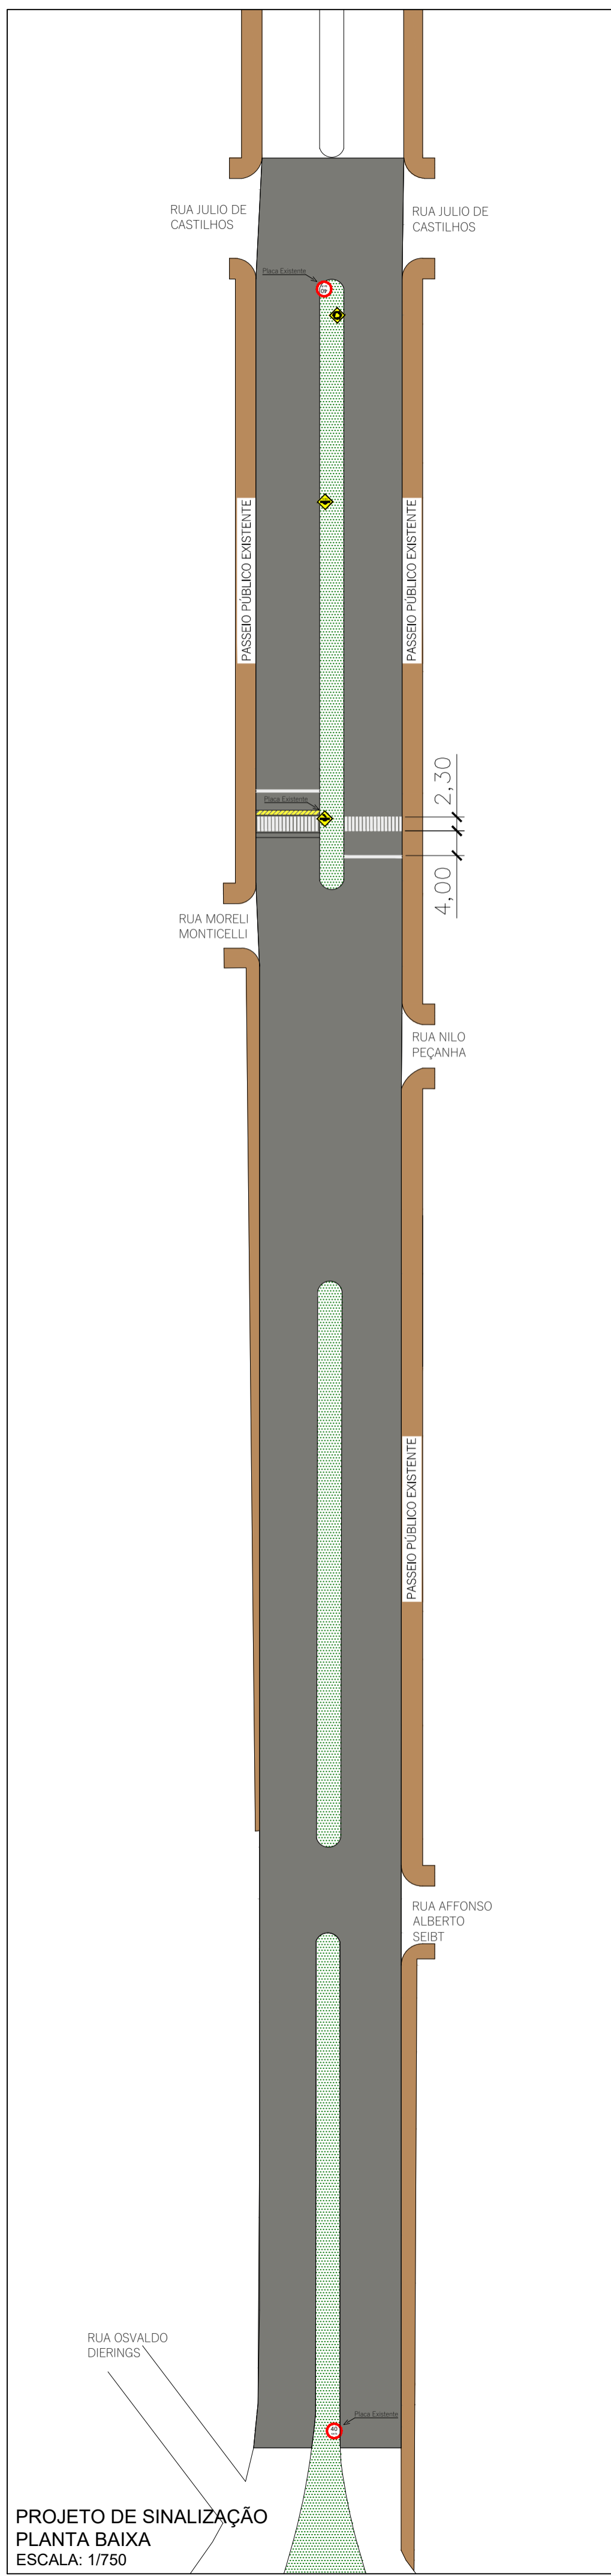 RUA JULIO DE
CASTILHOS
RUA JULIO DE
CASTILHOS
Placa Existente
40
PASSEIO PÚBLICO EXISTENTE
PASSEIO PÚBLICO EXISTENTE
2,30
Placa Existente
4,00
RUA MORELI
MONTICELLI
RUA NILO
PEÇANHA
PASSEIO PÚBLICO EXISTENTE
RUA AFFONSO
ALBERTO
SEIBT
RUA OSVALDO
DIERINGS
Placa Existente
40
PROJETO DE SINALIZAÇÃO
PLANTA BAIXA
ESCALA: 1/750